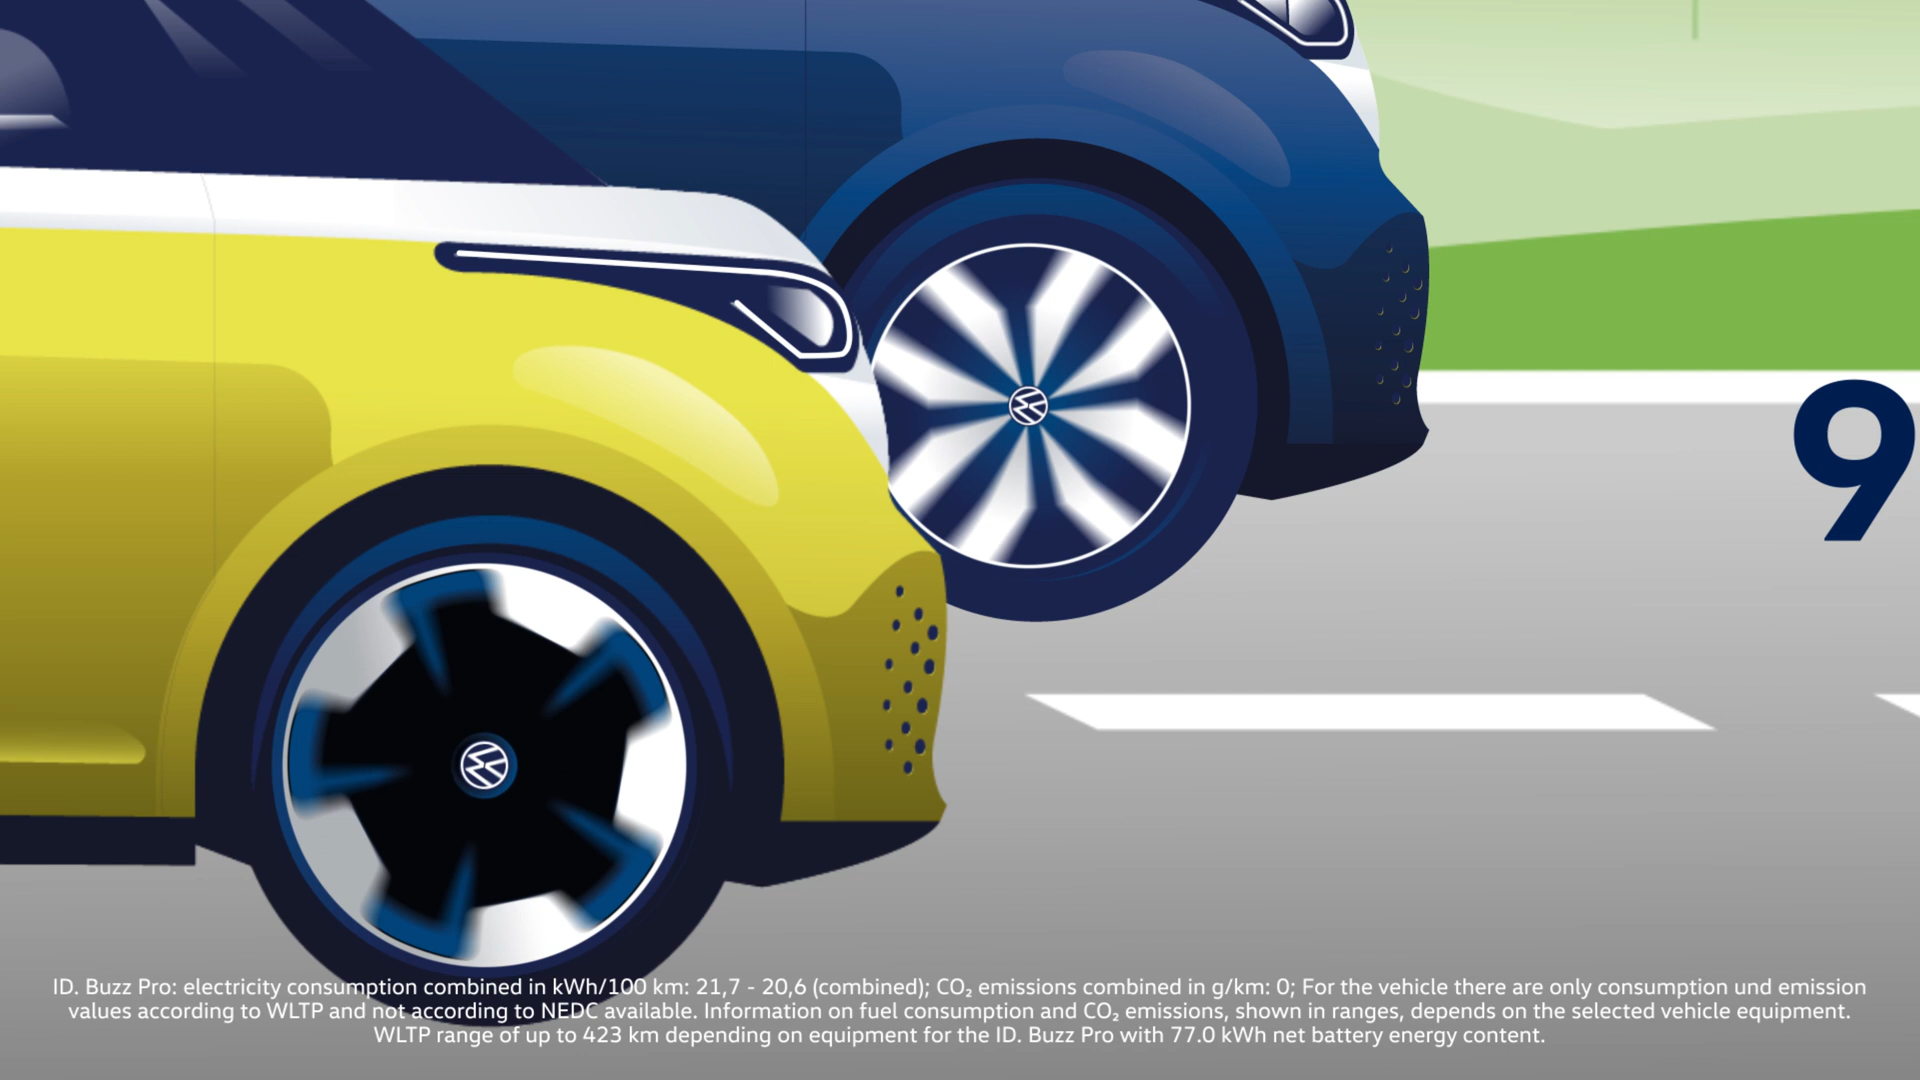 9
ID. Buzz Pro: electricity consumption combined in kWh/100 km: 21,7 - 20,6 (combined); CO₂ emissions combined in g/km: 0; For the vehicle there are only consumption und emission
values according to WLTP and not according to NEDC available. Information on fuel consumption and CO₂ emissions, shown in ranges, depends on the selected vehicle equipment.
WLTP range of up to 423 km depending on equipment for the ID. Buzz Pro with 77.0 kWh net battery energy content.